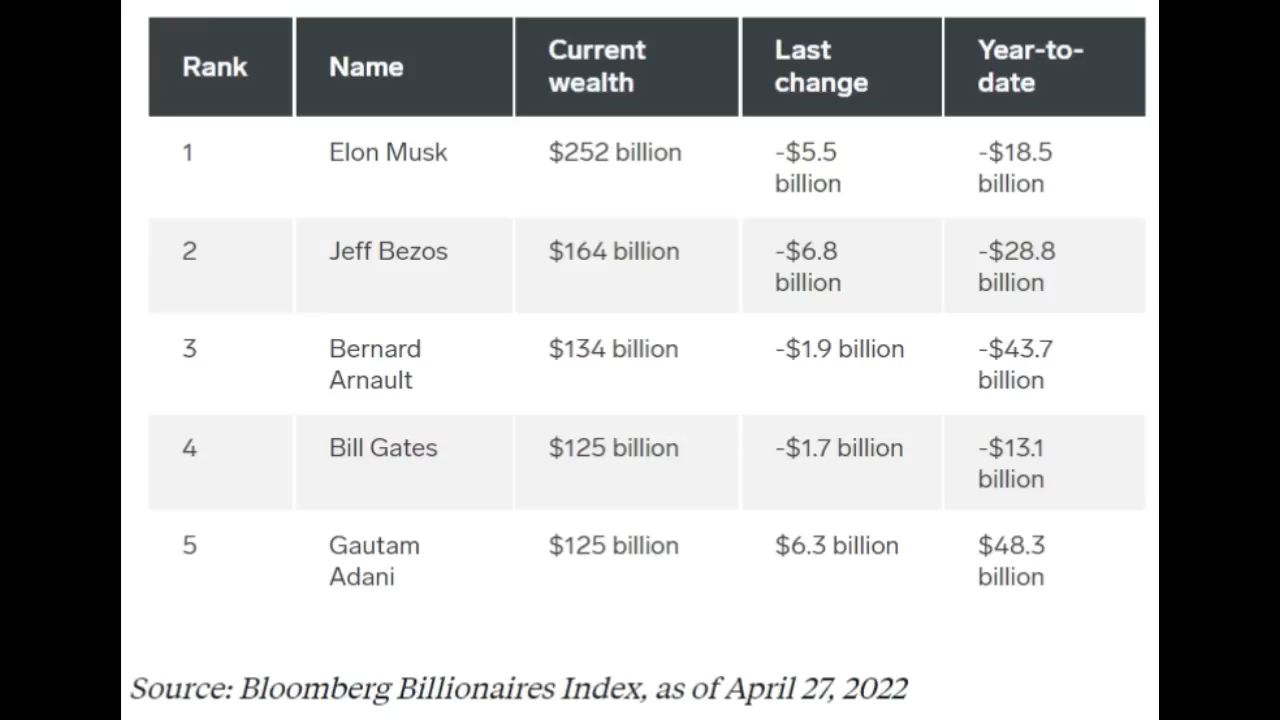 Rank Name Current wealth Last change Year-to-date
1 Elon Musk $252 billion -$5.5 billion -$18.5 billion
2 Jeff Bezos $164 billion -$6.8 billion -$28.8 billion
3 Bernard Arnault $134 billion -$1.9 billion -$43.7 billion
4 Bill Gates $125 billion -$1.7 billion -$13.1 billion
5 Gautam Adani $125 billion $6.3 billion $48.3 billion
Source: Bloomberg Billionaires Index, as of April 27, 2022